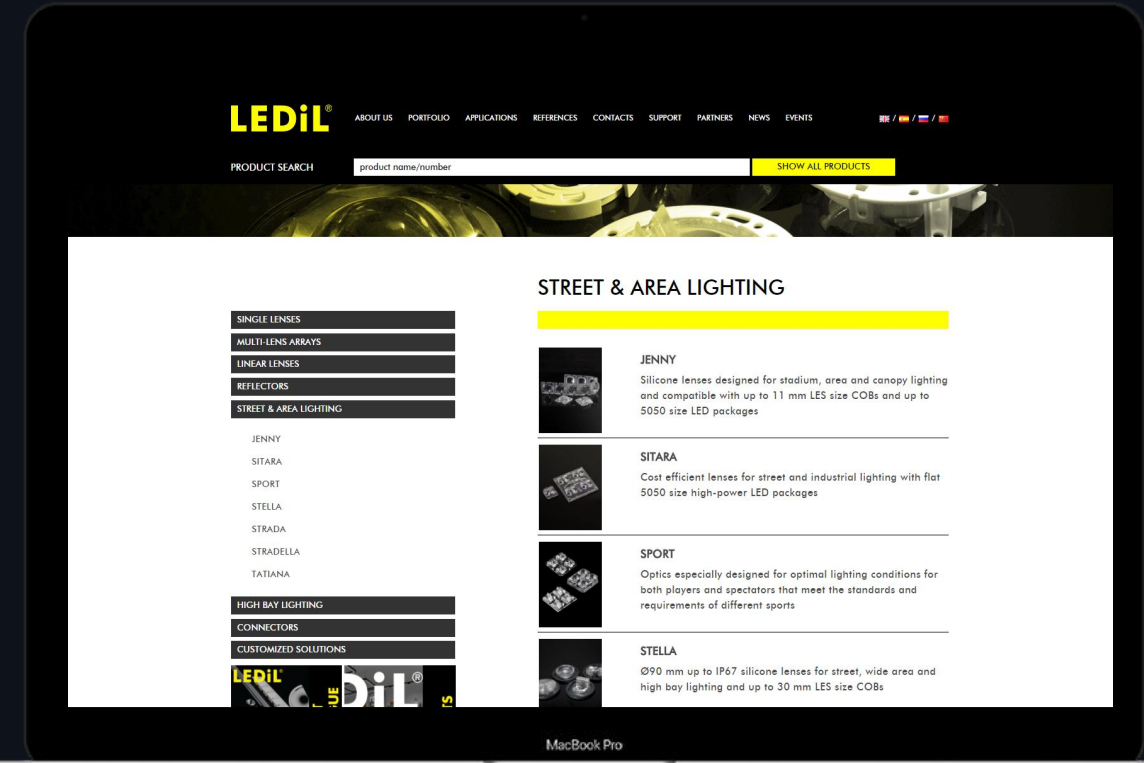 LEDiL®
ABOUT US PORTFOLIO APPLICATIONS REFERENCES CONTACTS SUPPORT PARTNERS NEWS EVENTS
/ / /
PRODUCT SEARCH product name/number SHOW ALL PRODUCTS
STREET & AREA LIGHTING
SINGLE LENSES
MULTI-LENS ARRAYS
LINEAR LENSES
REFLECTORS
STREET & AREA LIGHTING
JENNY
SITARA
SPORT
STELLA
STRADA
STRADELLA
TATIANA
HIGH BAY LIGHTING
CONNECTORS
CUSTOMIZED SOLUTIONS
LEDiL®
DiL®
JENNY
Silicone lenses designed for stadium, area and canopy lighting
and compatible with up to 11 mm LES size COBs and up to
5050 size LED packages
SITARA
Cost efficient lenses for street and industrial lighting with flat
5050 size high-power LED packages
SPORT
Optics especially designed for optimal lighting conditions for
both players and spectators that meet the standards and
requirements of different sports
STELLA
Ø90 mm up to IP67 silicone lenses for street, wide area and
high bay lighting and up to 30 mm LES size COBs
MacBook Pro